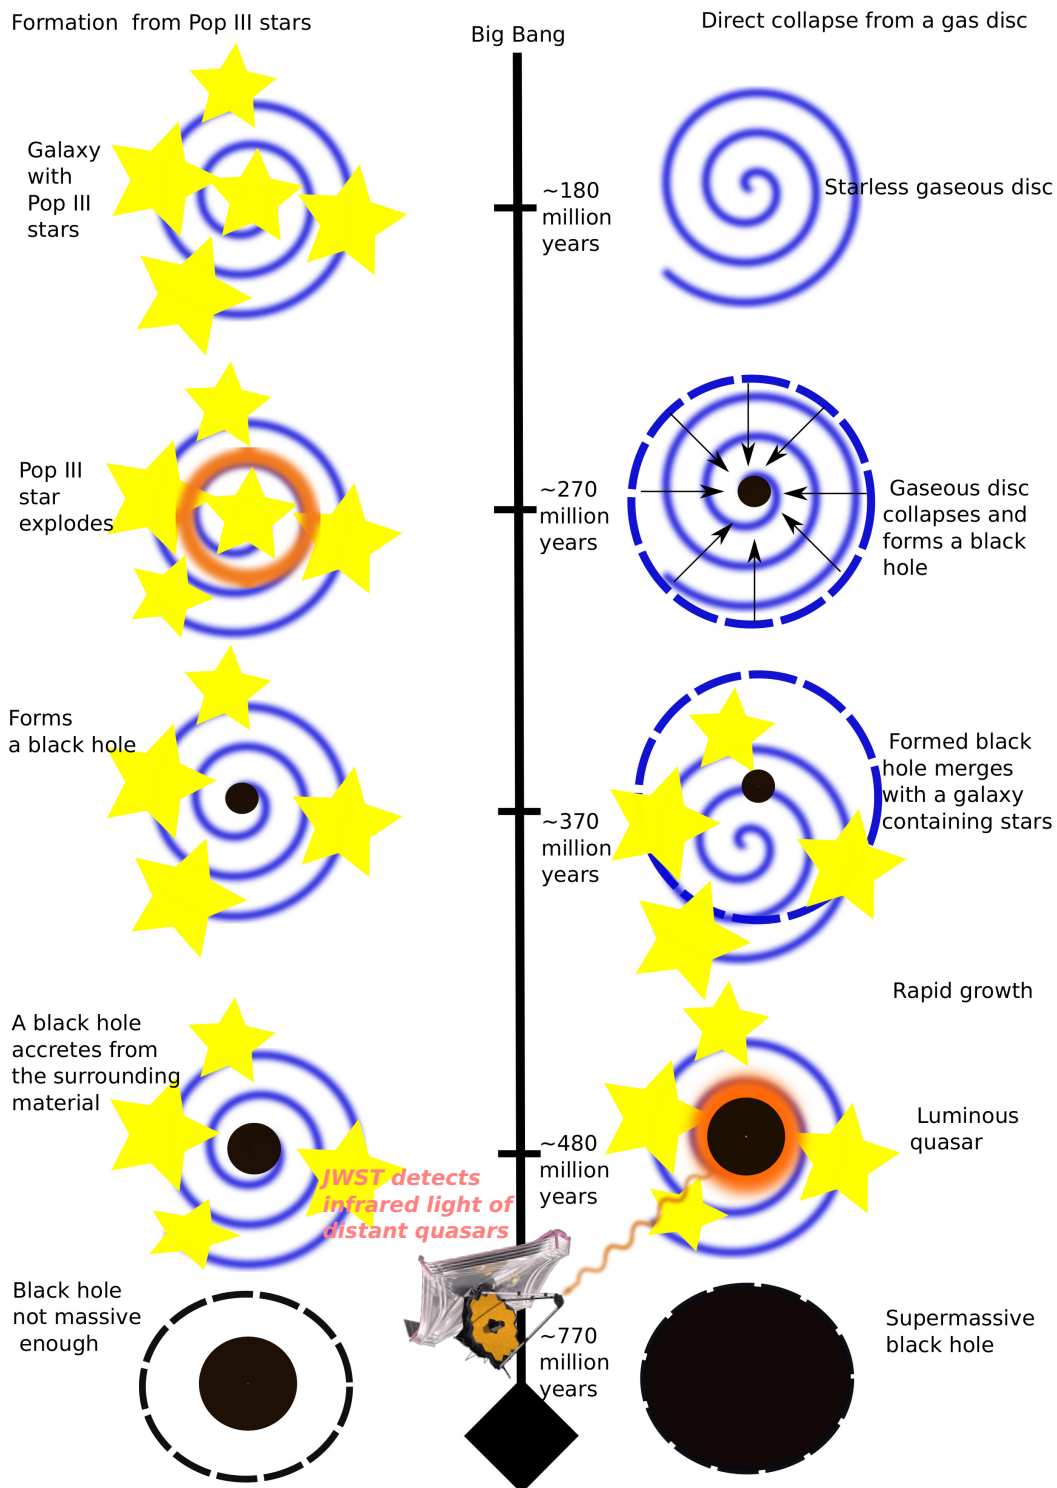 Formation from Pop III stars
Big Bang
Direct collapse from a gas disc
Galaxy
with
Pop III
stars
~180
million
years
Starless gaseous disc
Pop III
star
explodes
~270
million
years
Gaseous disc
collapses and
forms a black
hole
Forms
a black hole
~370
million
years
Formed black
hole merges
with a galaxy
containing stars
Rapid growth
A black hole
accretes from
the surrounding
material
~480
million
years
Luminous
quasar
JWST detects
infrared light of
distant quasars
Black hole
not massive
enough
~770
million
years
Supermassive
black hole